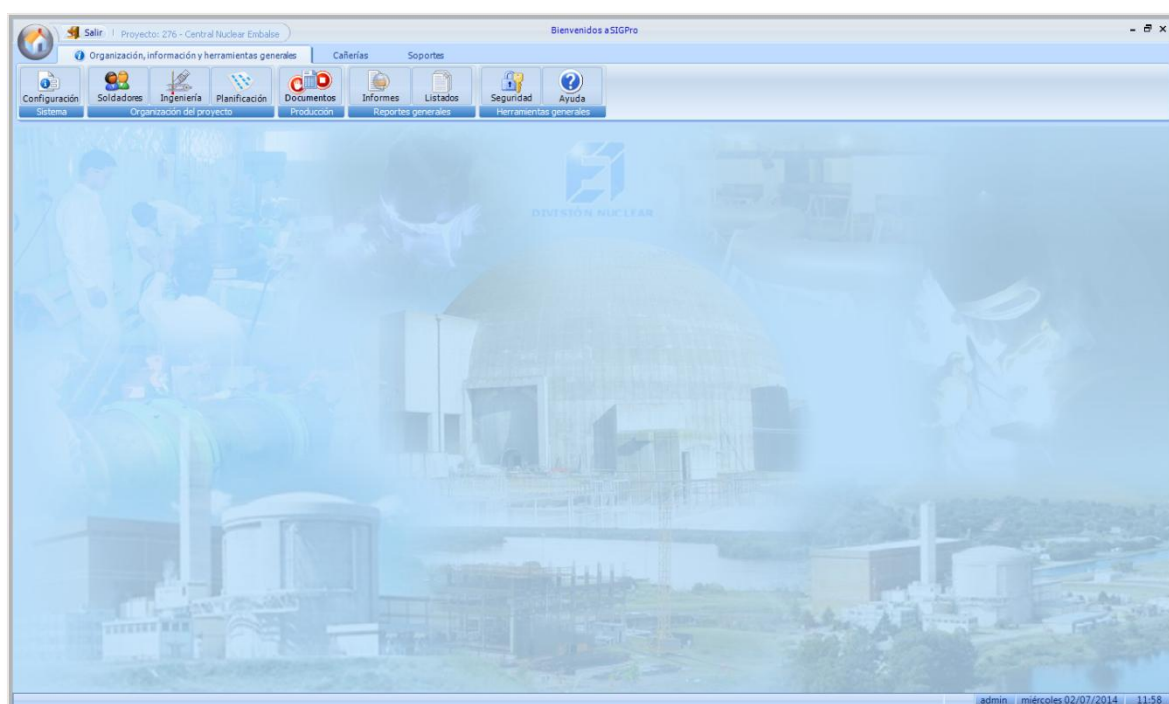 Salir | Proyecto: 276 - Central Nuclear Embalse
Bienvenidos a SIGPro
Organización, información y herramientas generales
Cañerías
Soportes
Configuración
Soldadores
Ingeniería
Planificación
Documentos
Informes
Listados
Seguridad
Ayuda
Sistema
Organización del proyecto
Producción
Reportes generales
Herramientas generales
DIVISIÓN NUCLEAR
admin miércoles 02/07/2014 11:58